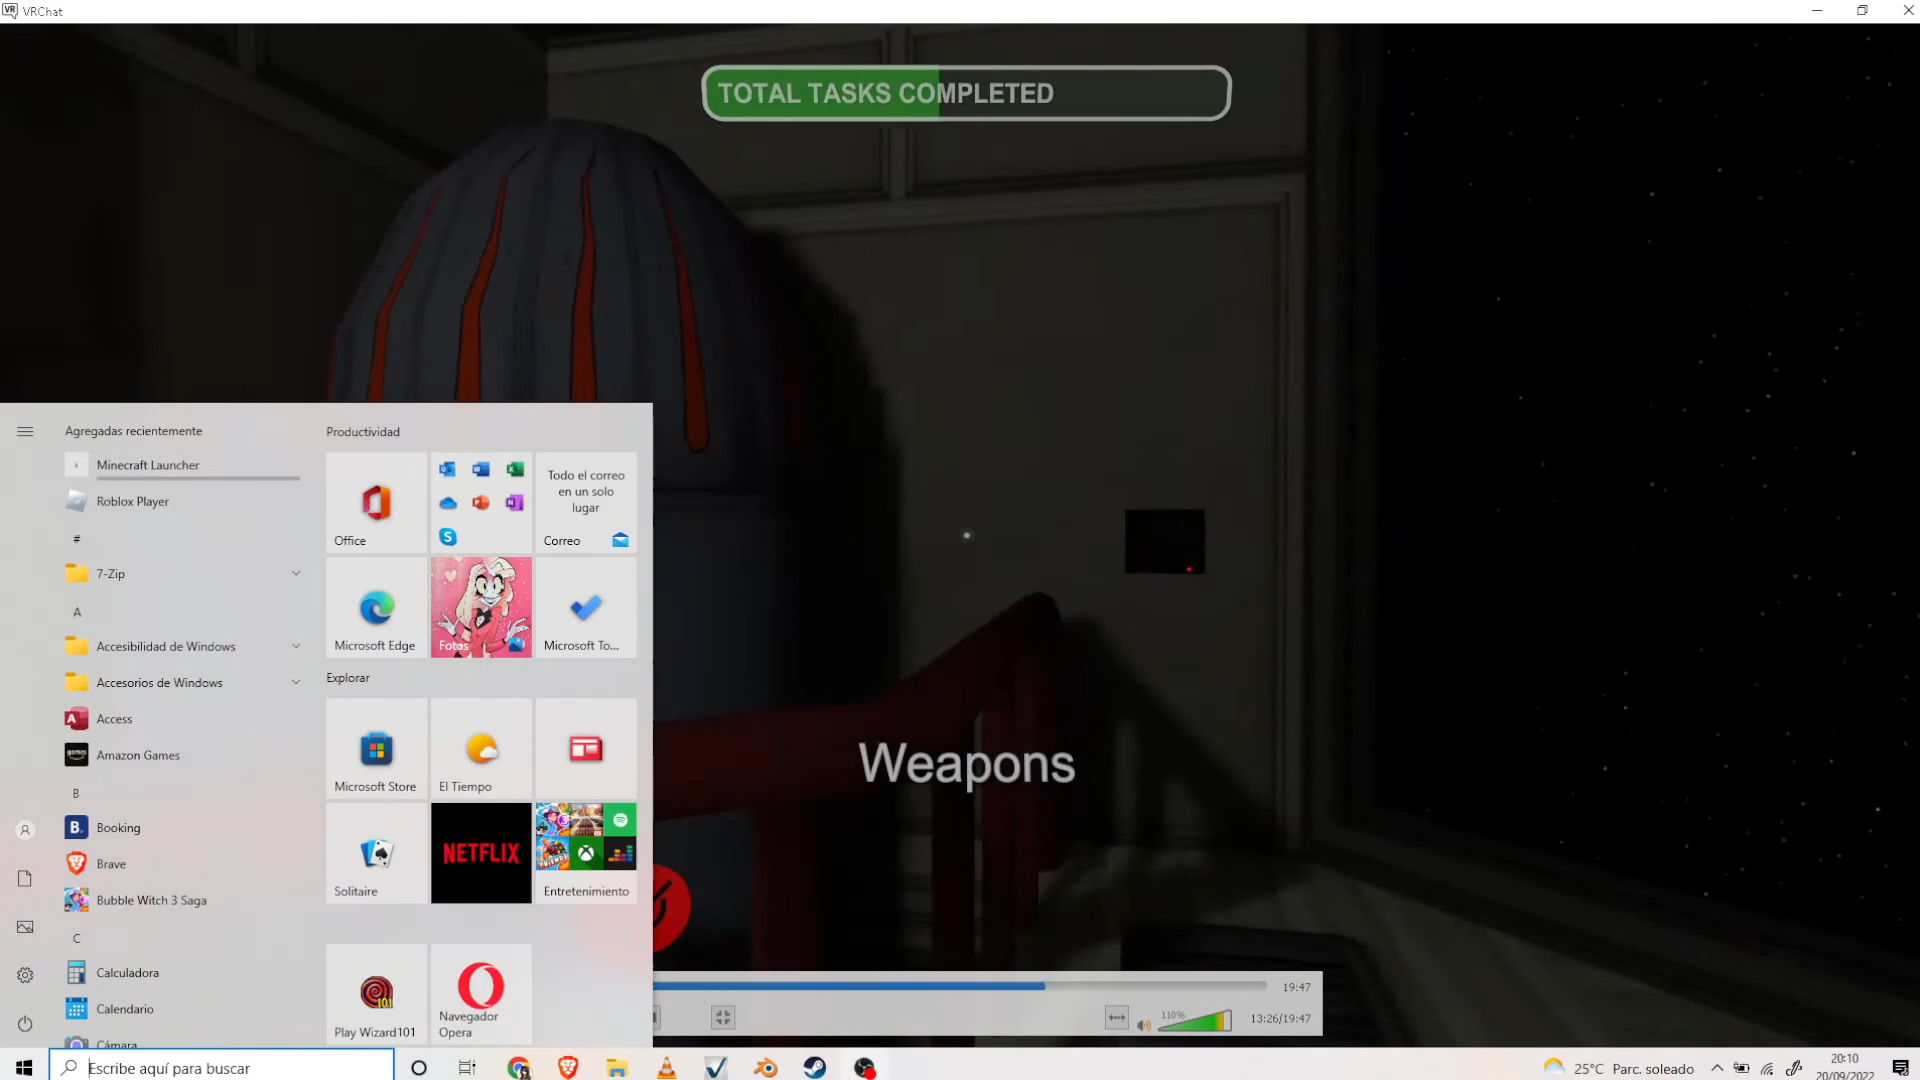 VRChat
TOTAL TASKS COMPLETED
Agregadas recientemente
Minecraft Launcher
Roblox Player
#
7-Zip
A
Accesibilidad de Windows
Accesorios de Windows
Access
Amazon Games
B
Booking
Brave
Bubble Witch 3 Saga
C
Calculadora
Calendario
Cámara
Productividad
Office
Todo el correo
en un solo
lugar
Correo
Microsoft Edge
Fotos
Microsoft To...
Explorar
Microsoft Store
El Tiempo
Solitaire
NETFLIX
Entretenimiento
Play Wizard101
Navegador
Opera
Weapons
19:47
110%
13:26/19:47
Escribe aquí para buscar
25°C Parc. soleado
20:10
20/09/2022